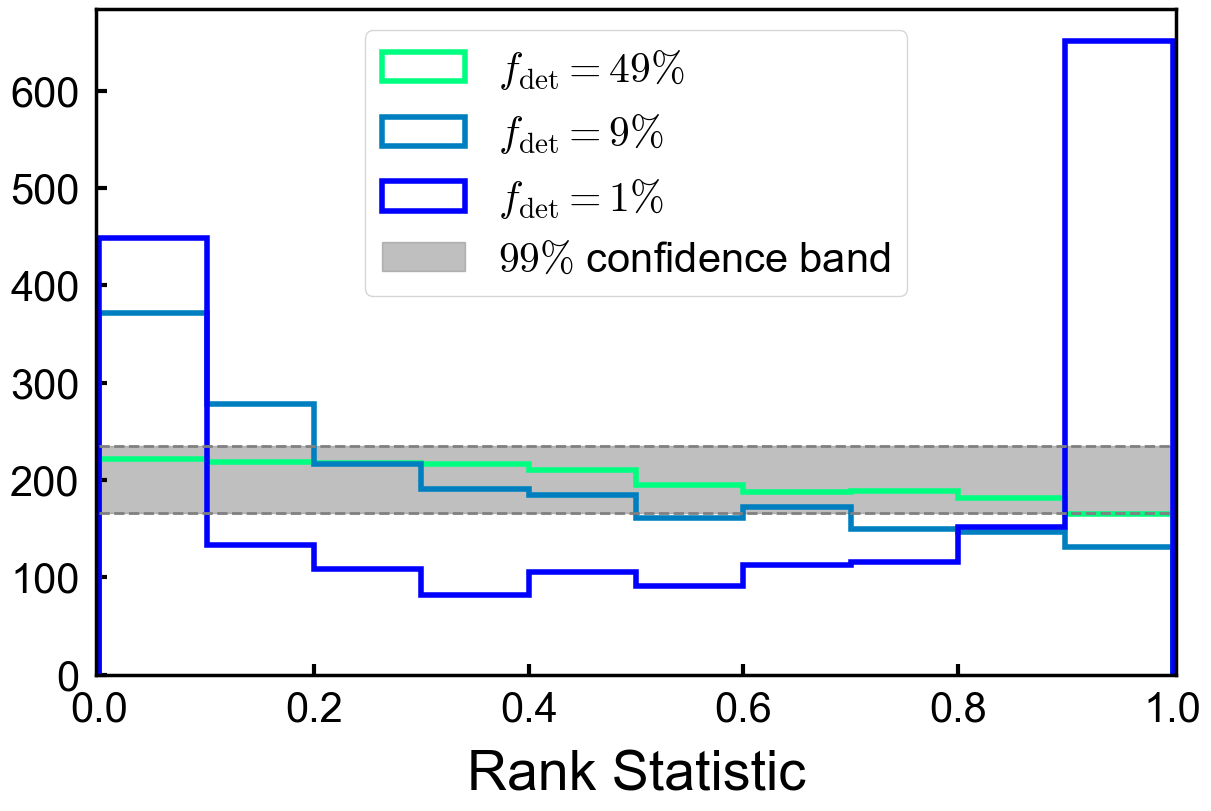 600
500
400
300
200
100
0
0.0 0.2 0.4 0.6 0.8 1.0
f_det = 49%
f_det = 9%
f_det = 1%
99% confidence band
Rank Statistic